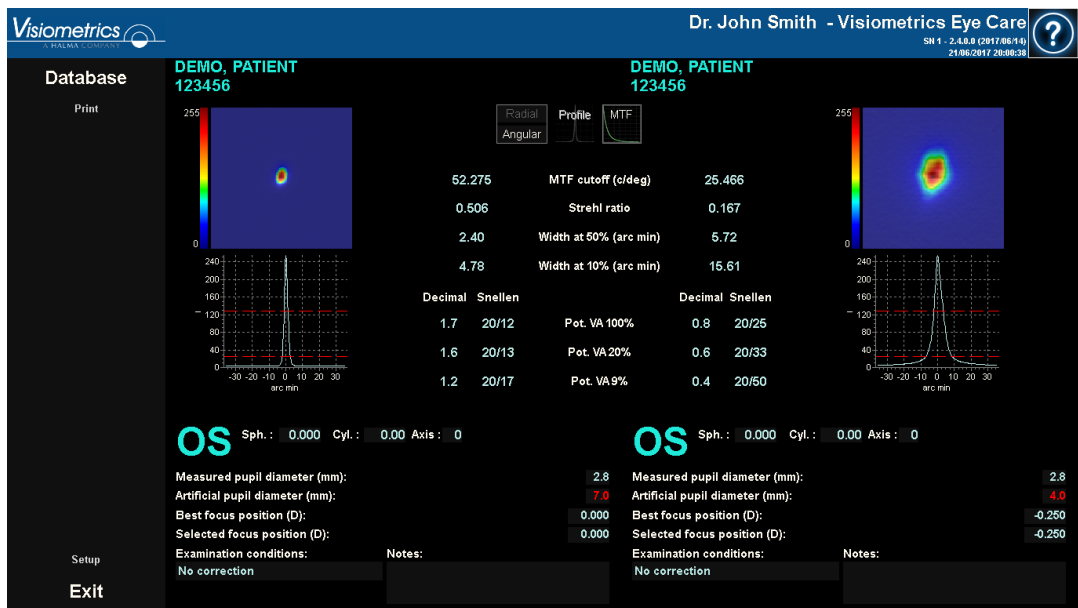 Visiometrics
A HALMA COMPANY
Dr. John Smith - Visiometrics Eye Care
SN 1 - 2.4.0.0 (2017/06/14)
21/06/2017 20:00:38
?
Database
Print
DEMO, PATIENT
123456
DEMO, PATIENT
123456
255
0
Radial
Angular
Profile
MTF
255
0
52.275 MTF cutoff (c/deg) 25.466
0.506 Strehl ratio 0.167
2.40 Width at 50% (arc min) 5.72
4.78 Width at 10% (arc min) 15.61
Decimal Snellen Decimal Snellen
1.7 20/12 Pot. VA 100% 0.8 20/25
1.6 20/13 Pot. VA 20% 0.6 20/33
1.2 20/17 Pot. VA 9% 0.4 20/50
240
200
160
120
80
40
0
-30 -20 -10 0 10 20 30
arc min
240
200
160
120
80
40
0
-30 -20 -10 0 10 20 30
arc min
OS Sph.: 0.000 Cyl.: 0.00 Axis: 0
Measured pupil diameter (mm): 2.8
Artificial pupil diameter (mm): 7.0
Best focus position (D): 0.000
Selected focus position (D): 0.000
Examination conditions: Notes:
No correction
OS Sph.: 0.000 Cyl.: 0.00 Axis: 0
Measured pupil diameter (mm): 2.8
Artificial pupil diameter (mm): 4.0
Best focus position (D): -0.250
Selected focus position (D): -0.250
Examination conditions: Notes:
No correction
Setup
Exit